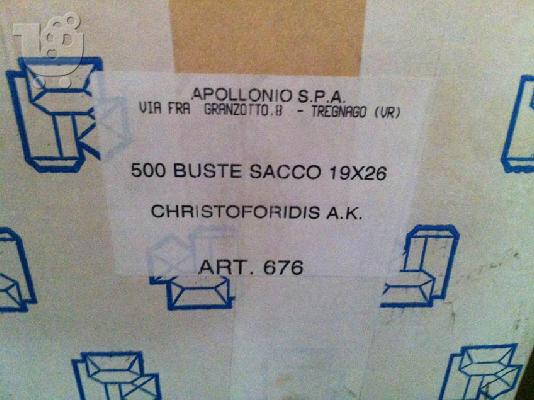 APOLLONIO S.P.A.
VIA FRA GRANZOTTO.8 - TREGNAGO (VR)
500 BUSTE SACCO 19X26
CHRISTOFORIDIS A.K.
ART. 676